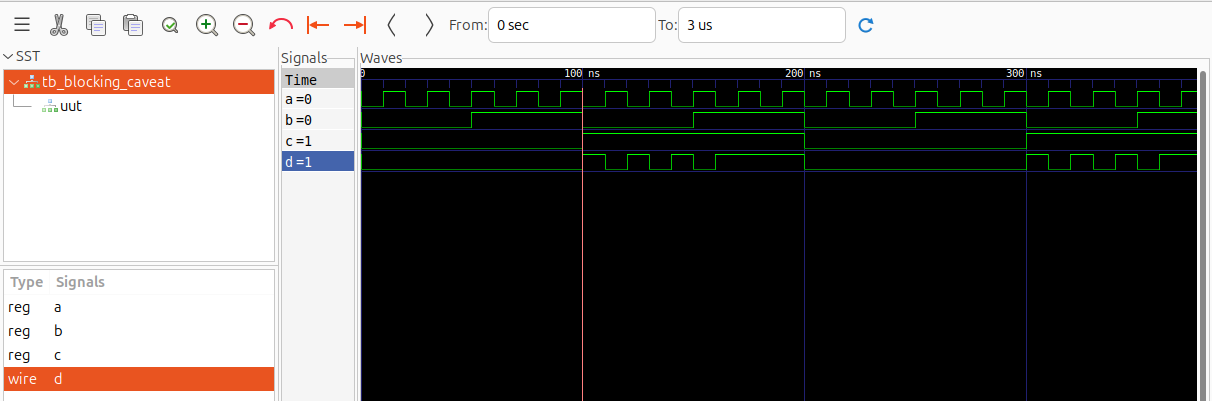 From: 0 sec To: 3 us
SST
tb_blocking_caveat
uut
Type Signals
reg a
reg b
reg c
wire d
Signals
Time
a =0
b =0
c =1
d =1
Waves
0 100 ns 200 ns 300 ns